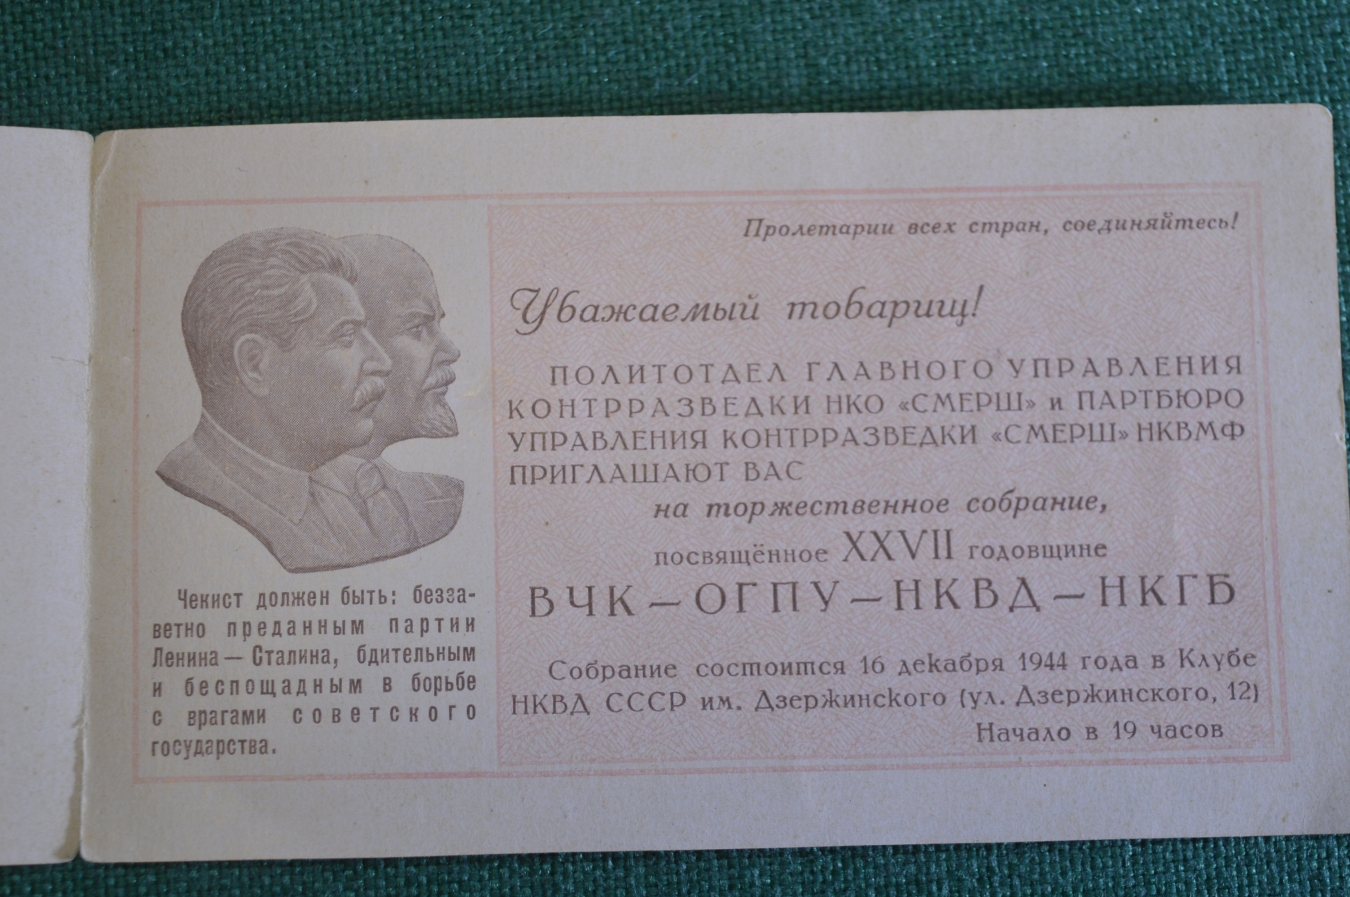 Пролетарии всех стран, соединяйтесь!
Уважаемый товарищ!
ПОЛИТОТДЕЛ ГЛАВНОГО УПРАВЛЕНИЯ
КОНТРРАЗВЕДКИ НКО «СМЕРШ» и ПАРТБЮРО
УПРАВЛЕНИЯ КОНТРРАЗВЕДКИ «СМЕРШ» НКВМФ
ПРИГЛАШАЮТ ВАС
на торжественное собрание,
посвящённое XXVII годовщине
ВЧК — ОГПУ — НКВД — НКГБ
Собрание состоится 16 декабря 1944 года в Клубе
НКВД СССР им. Дзержинского (ул. Дзержинского, 12)
Начало в 19 часов
Чекист должен быть: безза-
ветно преданным партии
Ленина — Сталина, бдительным
и беспощадным в борьбе
с врагами советского
государства.